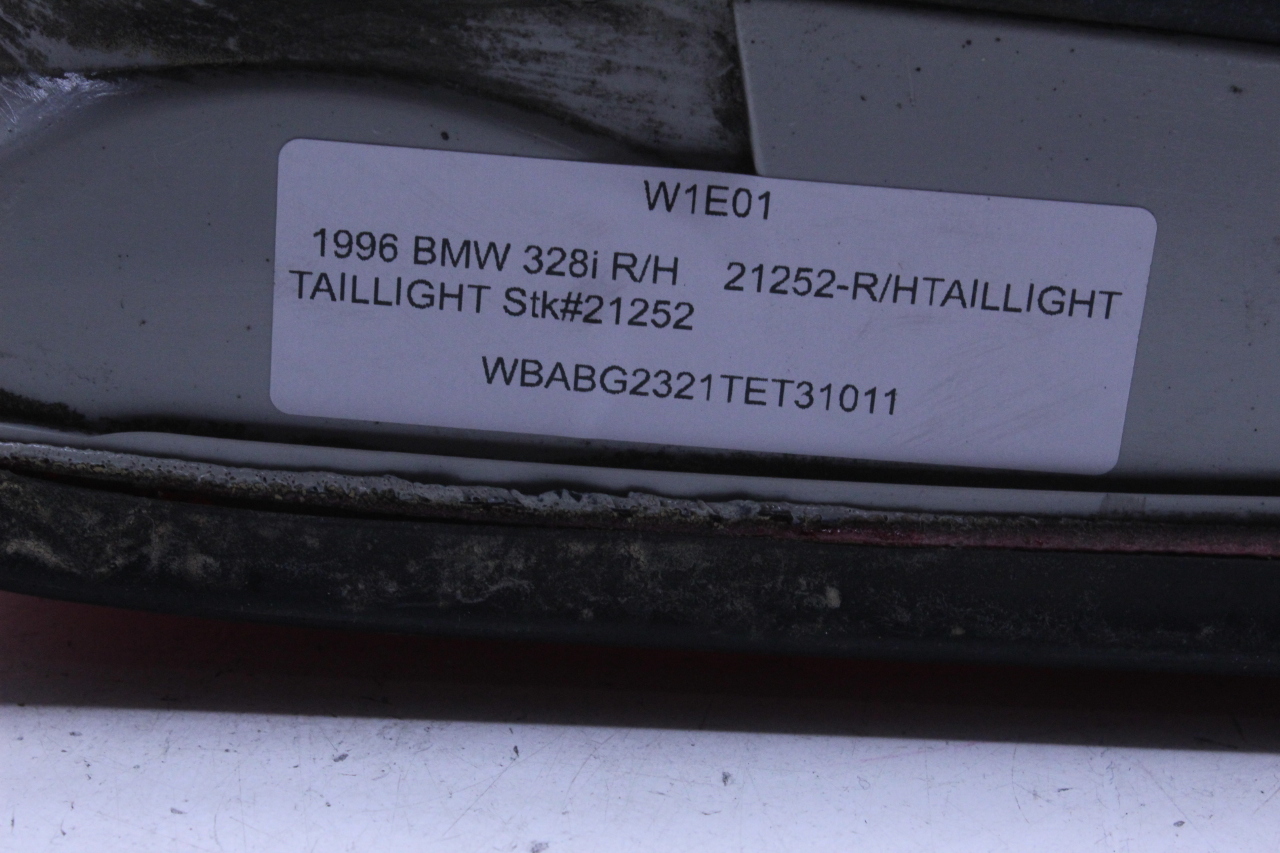 W1E01
1996 BMW 328i R/H 21252-R/HTAILLIGHT
TAILLIGHT Stk#21252
WBABG2321TET31011